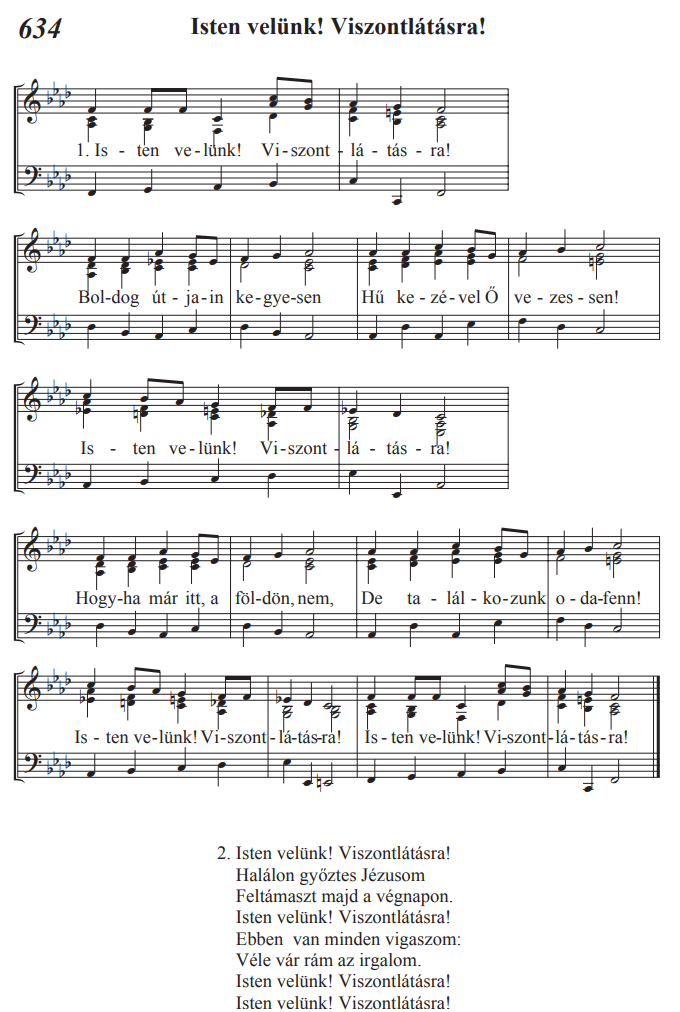 634
Isten velünk! Viszontlátásra!
1. Is - ten ve - lünk! Vi - szont - lá - tás - ra!
Bol - dog út - ja - in ke - gye - sen Hű ke - zé - vel Ő ve - zes - sen!
Is - ten ve - lünk! Vi - szont - lá - tás - ra!
Hogy - ha már itt, a föl - dön, nem, De ta - lál - ko - zunk o - da - fenn!
Is - ten ve - lünk! Vi - szont - lá - tás - ra! Is - ten ve - lünk! Vi - szont - lá - tás - ra!
2. Isten velünk! Viszontlátásra!
Halálon győztes Jézusom
Feltámaszt majd a végnapon.
Isten velünk! Viszontlátásra!
Ebben van minden vigaszom:
Véle vár rám az irgalom.
Isten velünk! Viszontlátásra!
Isten velünk! Viszontlátásra!